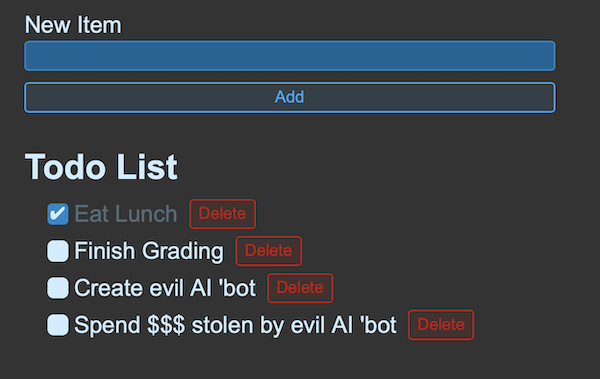 New Item
Add
Todo List
Eat Lunch Delete
Finish Grading Delete
Create evil AI 'bot Delete
Spend $$$ stolen by evil AI 'bot Delete